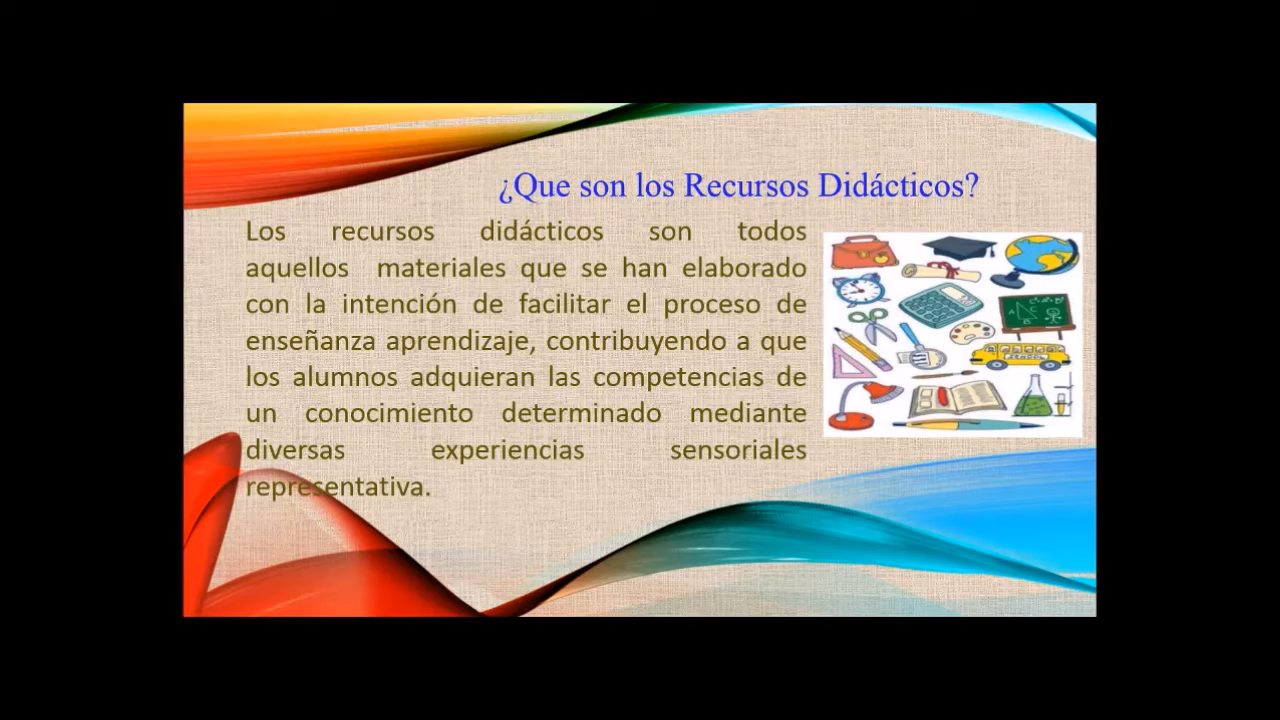 ¿Que son los Recursos Didácticos?
Los recursos didácticos son todos
aquellos materiales que se han elaborado
con la intención de facilitar el proceso de
enseñanza aprendizaje, contribuyendo a que
los alumnos adquieran las competencias de
un conocimiento determinado mediante
diversas experiencias sensoriales
representativa.
SCHOOL